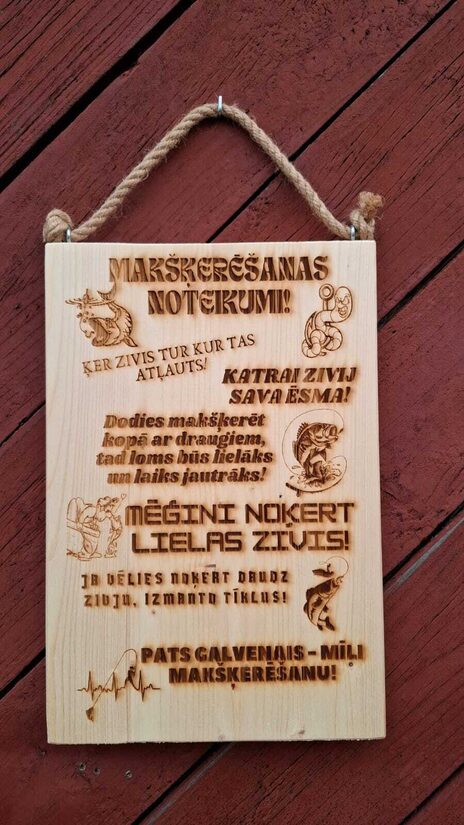 MAKŠĶERĒŠANAS
NOTEIKUMI!
ĶER ZIVIS TUR KUR TAS
ATĻAUTS!
KATRAI ZIVIJ
SAVA ĒSMA!
Dodies makšķerēt
kopā ar draugiem,
tad loms būs lielāks
un laiks jautrāks!
MĒĢINI NOĶERT
LIELAS ZIVIS!
JA VĒLIES NOĶERT DAUDZ
ZIVJU, IZMANTO TĪKLUS!
PATS GALVENAIS - MĪLI
MAKŠĶERĒŠANU!